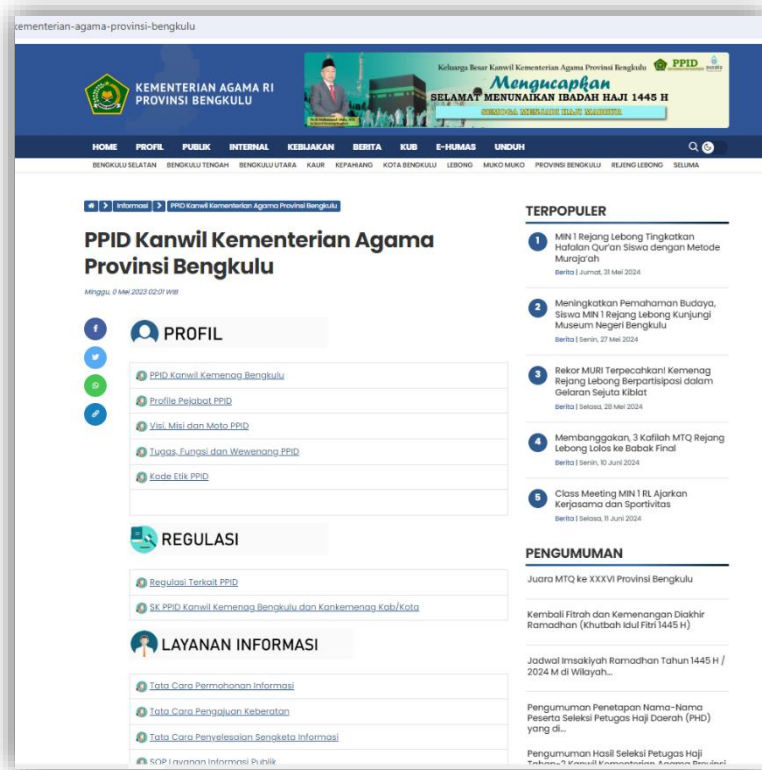 kementerian-agama-provinsi-bengkulu
KEMENTERIAN AGAMA RI
PROVINSI BENGKULU
Keluarga Besar Kanwil Kementerian Agama Provinsi Bengkulu
PPID
Mengucapkan
SELAMAT MENUNAIKAN IBADAH HAJI 1445 H
SEMOGA MENJADI HAJI MABRUR
HOME PROFIL PUBLIK INTERNAL KEBIJAKAN BERITA KUB E-HUMAS UNDUH
BENGKULU SELATAN BENGKULU TENGAH BENGKULU UTARA KAUR KEPAHIANG KOTA BENGKULU LEBONG MUKO MUKO PROVINSI BENGKULU REJENG LEBONG SELUMA
Informasi PPID Kanwil Kementerian Agama Provinsi Bengkulu
PPID Kanwil Kementerian Agama
Provinsi Bengkulu
Minggu, 0 Mei 2023 02:01 WIB
PROFIL
PPID Kanwil Kemenag Bengkulu
Profile Pejabat PPID
Visi, Misi dan Moto PPID
Tugas, Fungsi dan Wewenang PPID
Kode Etik PPID
REGULASI
Regulasi Terkait PPID
SK PPID Kanwil Kemenag Bengkulu dan Kankemenag Kab/Kota
LAYANAN INFORMASI
Tata Cara Permohonan Informasi
Tata Cara Pengajuan Keberatan
Tata Cara Penyelesaian Sengketa Informasi
SOP Layanan Informasi Publik
TERPOPULER
1
MIN 1 Rejang Lebong Tingkatkan
Hafalan Qur'an Siswa dengan Metode
Muroja'ah
Berita | Jumat, 31 Mei 2024
2
Meningkatkan Pemahaman Budaya,
Siswa MIN 1 Rejang Lebong Kunjungi
Museum Negeri Bengkulu
Berita | Senin, 27 Mei 2024
3
Rekor MURI Terpecahkan! Kemenag
Rejang Lebong Berpartisipasi dalam
Gelaran Sejuta Kiblat
Berita | Selasa, 28 Mei 2024
4
Membanggakan, 3 Kafilah MTQ Rejang
Lebong Lolos ke Babak Final
Berita | Senin, 10 Juni 2024
5
Class Meeting MIN 1 RL Ajarkan
Kerjasama dan Sportivitas
Berita | Selasa, 11 Juni 2024
PENGUMUMAN
Juara MTQ ke XXXVI Provinsi Bengkulu
Kembali Fitrah dan Kemenangan Diakhir
Ramadhan (Khutbah Idul Fitri 1445 H)
Jadwal Imsakiyah Ramadhan Tahun 1445 H /
2024 M di Wilayah...
Pengumuman Penetapan Nama-Nama
Peserta Seleksi Petugas Haji Daerah (PHD)
yang di...
Pengumuman Hasil Seleksi Petugas Haji
Tahap-2 Kanwil Kementerian Agama Provinsi